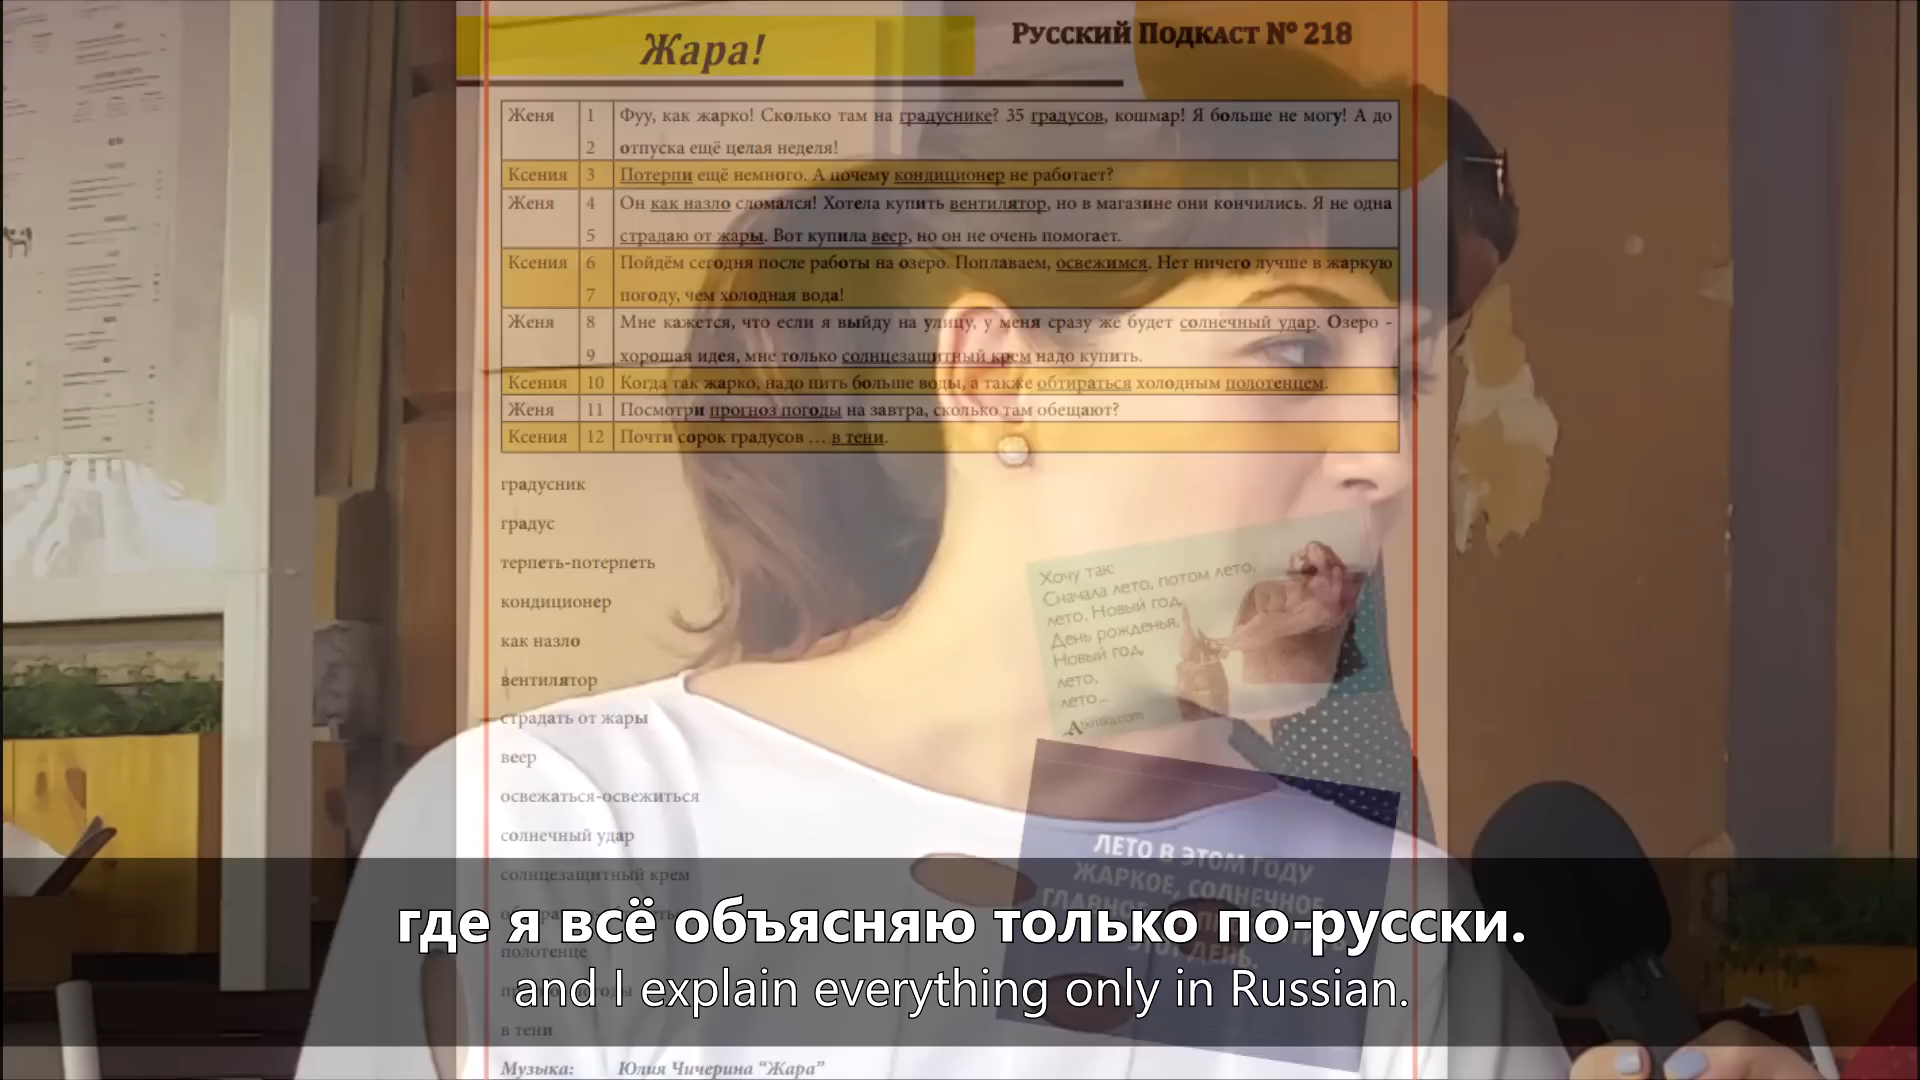 Жара!
Русский Подкаст № 218
Женя 1 Фуу, как жарко! Сколько там на градуснике? 35 градусов, кошмар! Я больше не могу! А до
2 отпуска ещё целая неделя!
Ксения 3 Потерпи ещё немного. А почему кондиционер не работает?
Женя 4 Он как назло сломался! Хотела купить вентилятор, но в магазине они кончились. Я не одна
5 страдаю от жары. Вот купила веер, но он не очень помогает.
Ксения 6 Пойдём сегодня после работы на озеро. Поплаваем, освежимся. Нет ничего лучше в жаркую
7 погоду, чем холодная вода!
Женя 8 Мне кажется, что если я выйду на улицу, у меня сразу же будет солнечный удар. Озеро -
9 хорошая идея, мне только солнцезащитный крем надо купить.
Ксения 10 Когда так жарко, надо пить больше воды, а также обтираться холодным полотенцем.
Женя 11 Посмотри прогноз погоды на завтра, сколько там обещают?
Ксения 12 Почти сорок градусов ... в тени.
градусник
градус
терпеть-потерпеть
кондиционер
как назло
вентилятор
страдать от жары
веер
освежаться-освежиться
солнечный удар
солнцезащитный крем
полотенце
в тени
Музыка: Юлия Чичерина “Жара”
Хочу так:
Сначала лето, потом лето,
лето, Новый год,
День рожденья,
Новый год,
лето,
лето...
Atkritka.com
ЛЕТО В ЭТОМ ГОДУ
ЖАРКОЕ, СОЛНЕЧНОЕ
ЭТОТ ДЕНЬ.
где я всё объясняю только по-русски.
and I explain everything only in Russian.